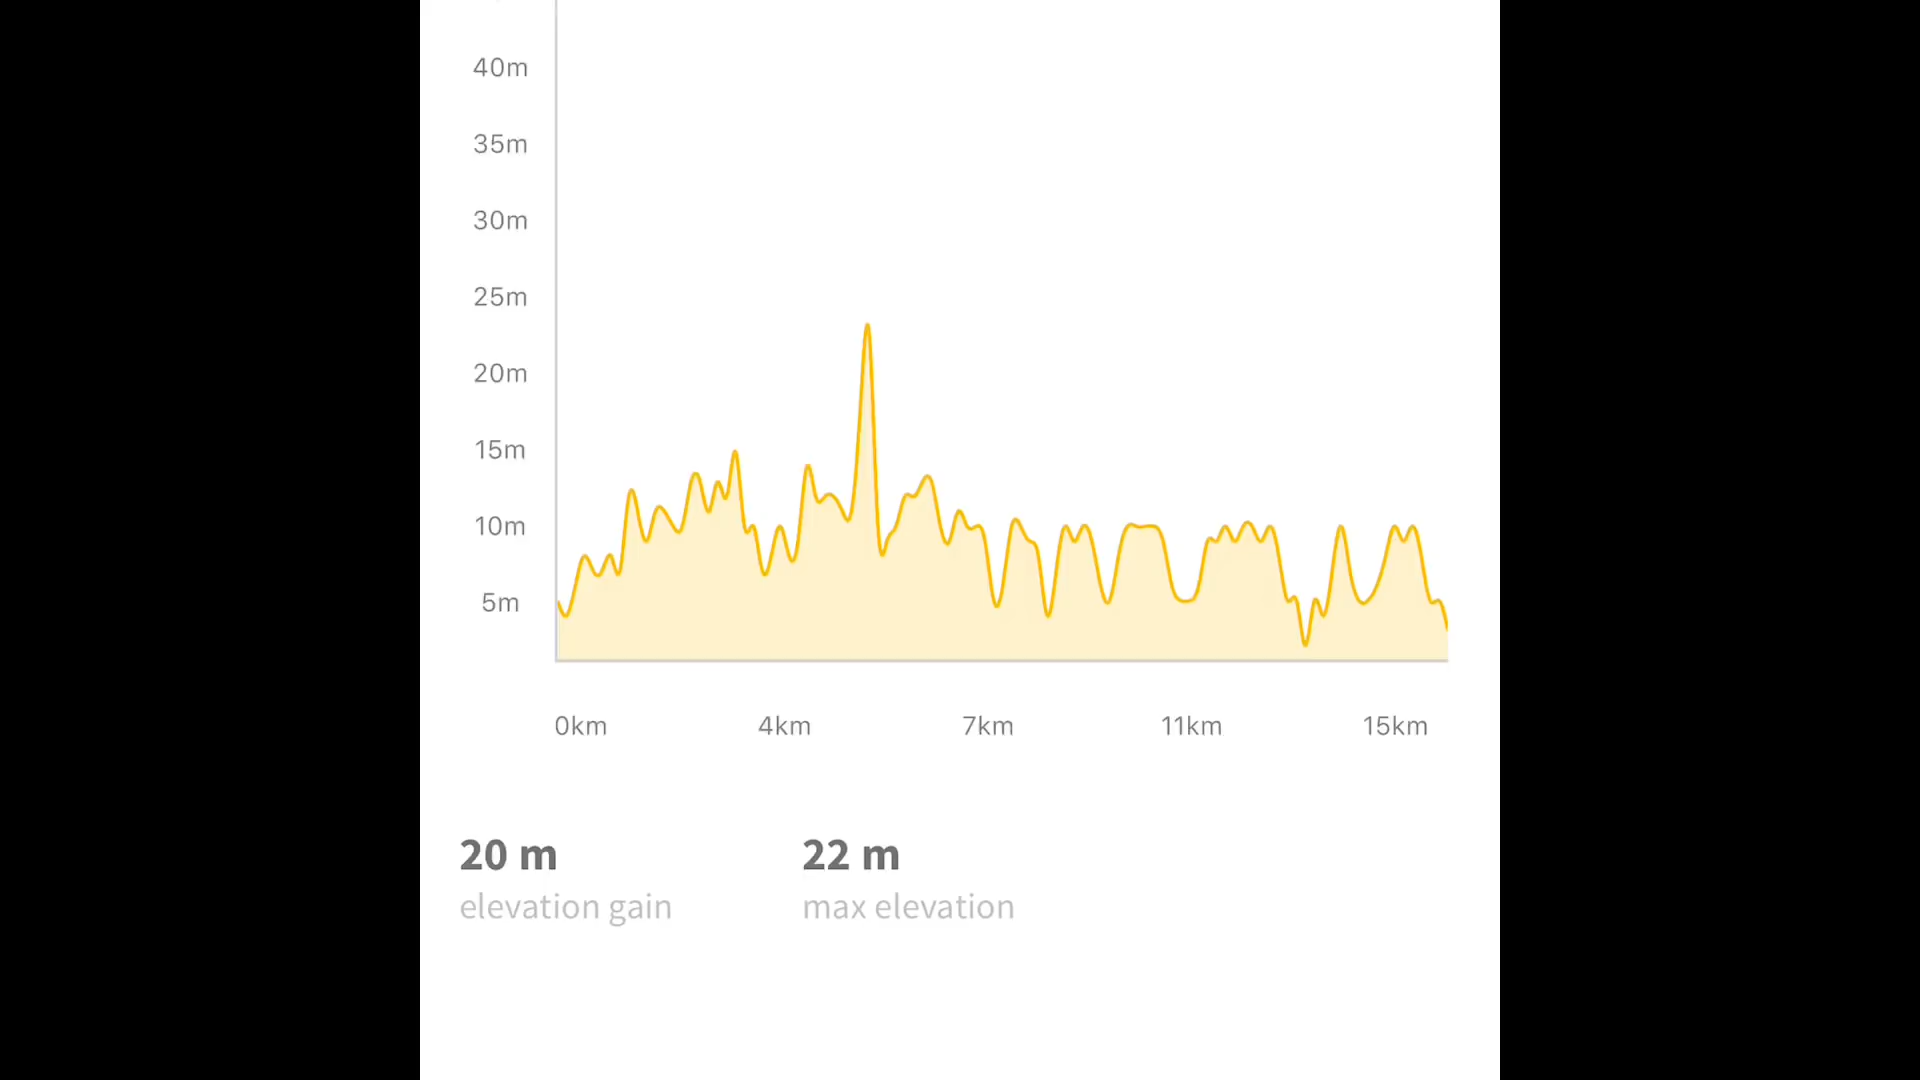 40m
35m
30m
25m
20m
15m
10m
5m
0km 4km 7km 11km 15km
20 m 22 m
elevation gain max elevation